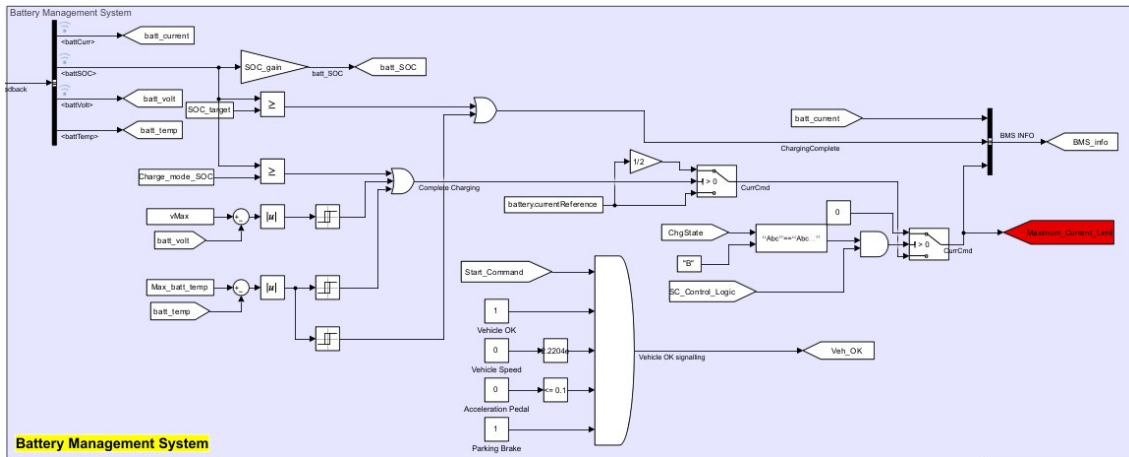 Battery Management System
<battCurr>
batt_current
<battSOC>
SOC_gain
batt_SOC
batt_SOC
<battVolt>
batt_volt
SOC_target
≥
<battTemp>
batt_temp
Charge_mode_SOC
≥
Complete Charging
vMax
batt_volt
|u|
Max_batt_temp
batt_temp
|u|
batt_current
BMS INFO
BMS_info
ChargingComplete
1/2
> 0
CurrCmd
battery.currentReference
0
ChgState
"Abc"=="Abc..."
"B"
> 0
CurrCmd
Maximum_Current_Limit
SC_Control_Logic
Start_Command
1
Vehicle OK
0
Vehicle Speed
Vehicle OK signalling
Veh_OK
0
<= 0.1
Acceleration Pedal
1
Parking Brake
Battery Management System